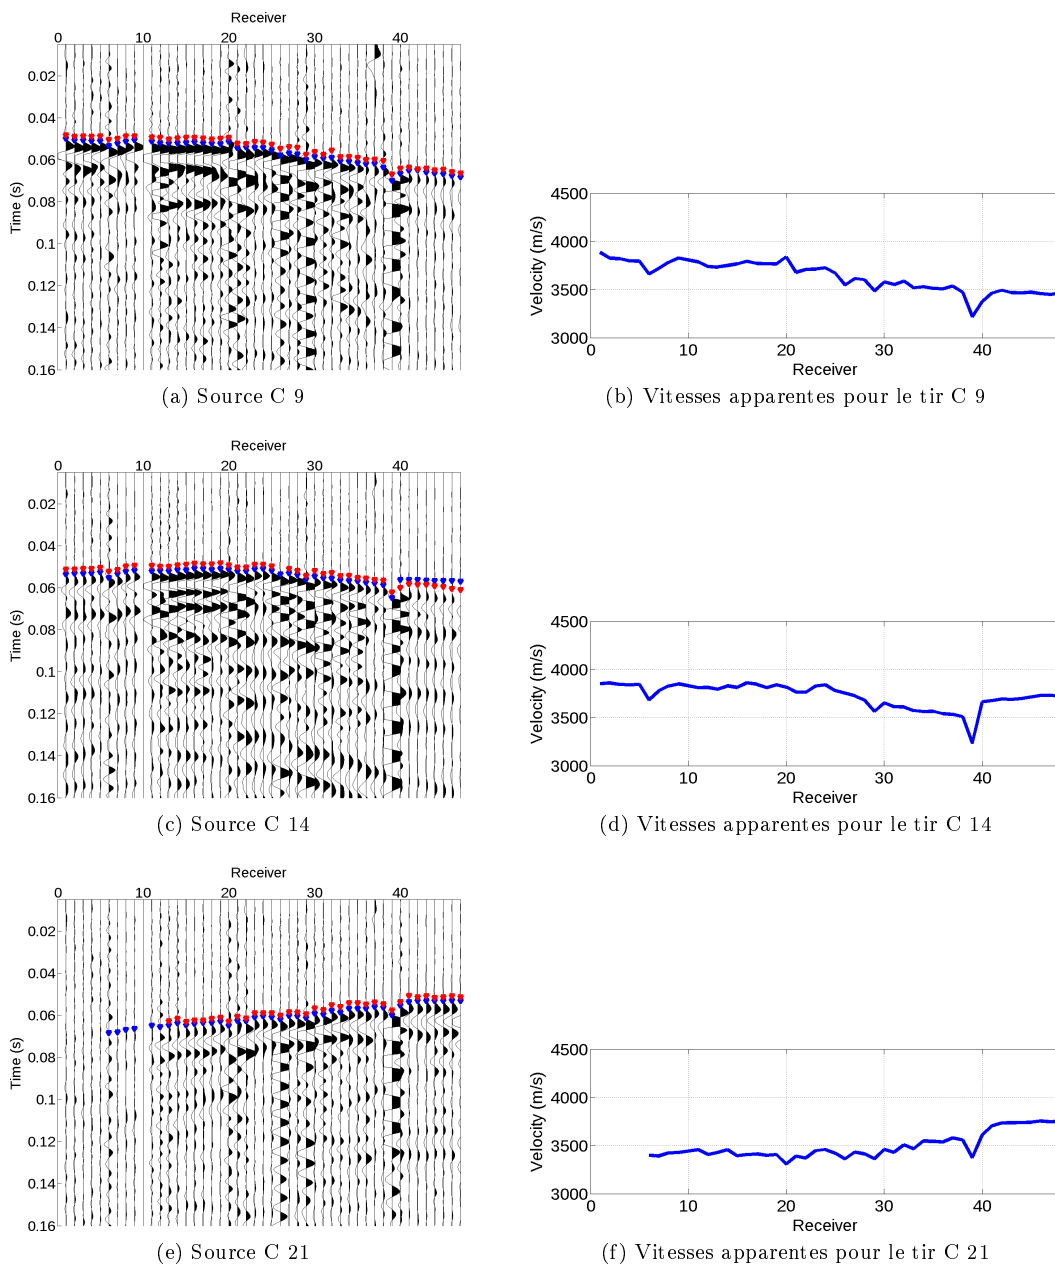 Receiver
0 10 20 30 40
0.02
0.04
0.06
0.08
0.1
0.12
0.14
0.16
Time (s)
(a) Source C 9
4500
4000
3500
3000
Velocity (m/s)
0 10 20 30 40
Receiver
(b) Vitesses apparentes pour le tir C 9
Receiver
0 10 20 30 40
0.02
0.04
0.06
0.08
0.1
0.12
0.14
0.16
Time (s)
(c) Source C 14
4500
4000
3500
3000
Velocity (m/s)
0 10 20 30 40
Receiver
(d) Vitesses apparentes pour le tir C 14
Receiver
0 10 20 30 40
0.02
0.04
0.06
0.08
0.1
0.12
0.14
0.16
Time (s)
(e) Source C 21
4500
4000
3500
3000
Velocity (m/s)
0 10 20 30 40
Receiver
(f) Vitesses apparentes pour le tir C 21